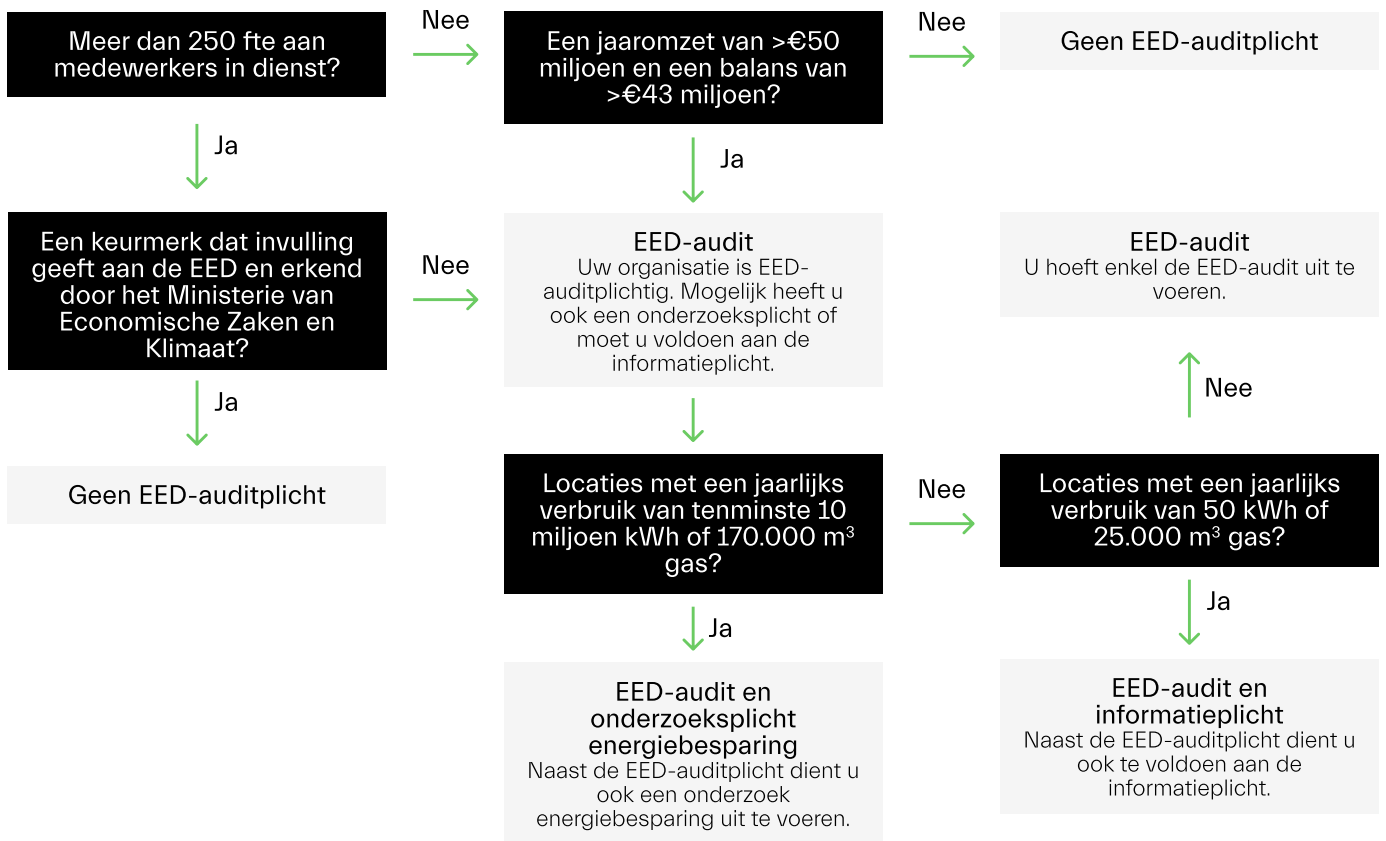 Meer dan 250 fte aan
medewerkers in dienst?
Nee
Een jaaromzet van >€50
miljoen en een balans van
>€43 miljoen?
Nee
Geen EED-auditplicht
Ja
Ja
Een keurmerk dat invulling
geeft aan de EED en erkend
door het Ministerie van
Economische Zaken en
Klimaat?
Nee
EED-audit
Uw organisatie is EED-
auditplichtig. Mogelijk heeft u
ook een onderzoeksplicht of
moet u voldoen aan de
informatieplicht.
EED-audit
U hoeft enkel de EED-audit uit te
voeren.
Ja
Nee
Geen EED-auditplicht
Locaties met een jaarlijks
verbruik van tenminste 10
miljoen kWh of 170.000 m³
gas?
Nee
Locaties met een jaarlijks
verbruik van 50 kWh of
25.000 m³ gas?
Ja
Ja
EED-audit en
onderzoeksplicht
energiebesparing
Naast de EED-auditplicht dient u
ook een onderzoek
energiebesparing uit te voeren.
EED-audit en
informatieplicht
Naast de EED-auditplicht dient u
ook te voldoen aan de
informatieplicht.